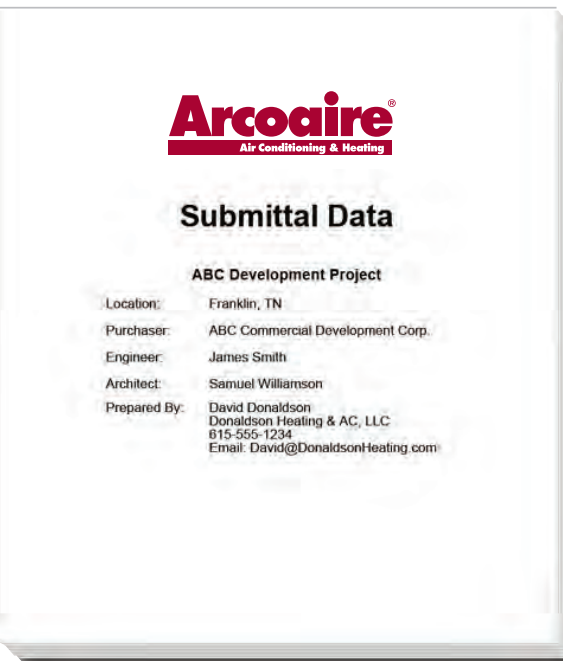 Arcoaire®
Air Conditioning & Heating
Submittal Data
ABC Development Project
Location: Franklin, TN
Purchaser: ABC Commercial Development Corp.
Engineer: James Smith
Architect: Samuel Williamson
Prepared By: David Donaldson
Donaldson Heating & AC, LLC
615-555-1234
Email: David@DonaldsonHeating.com